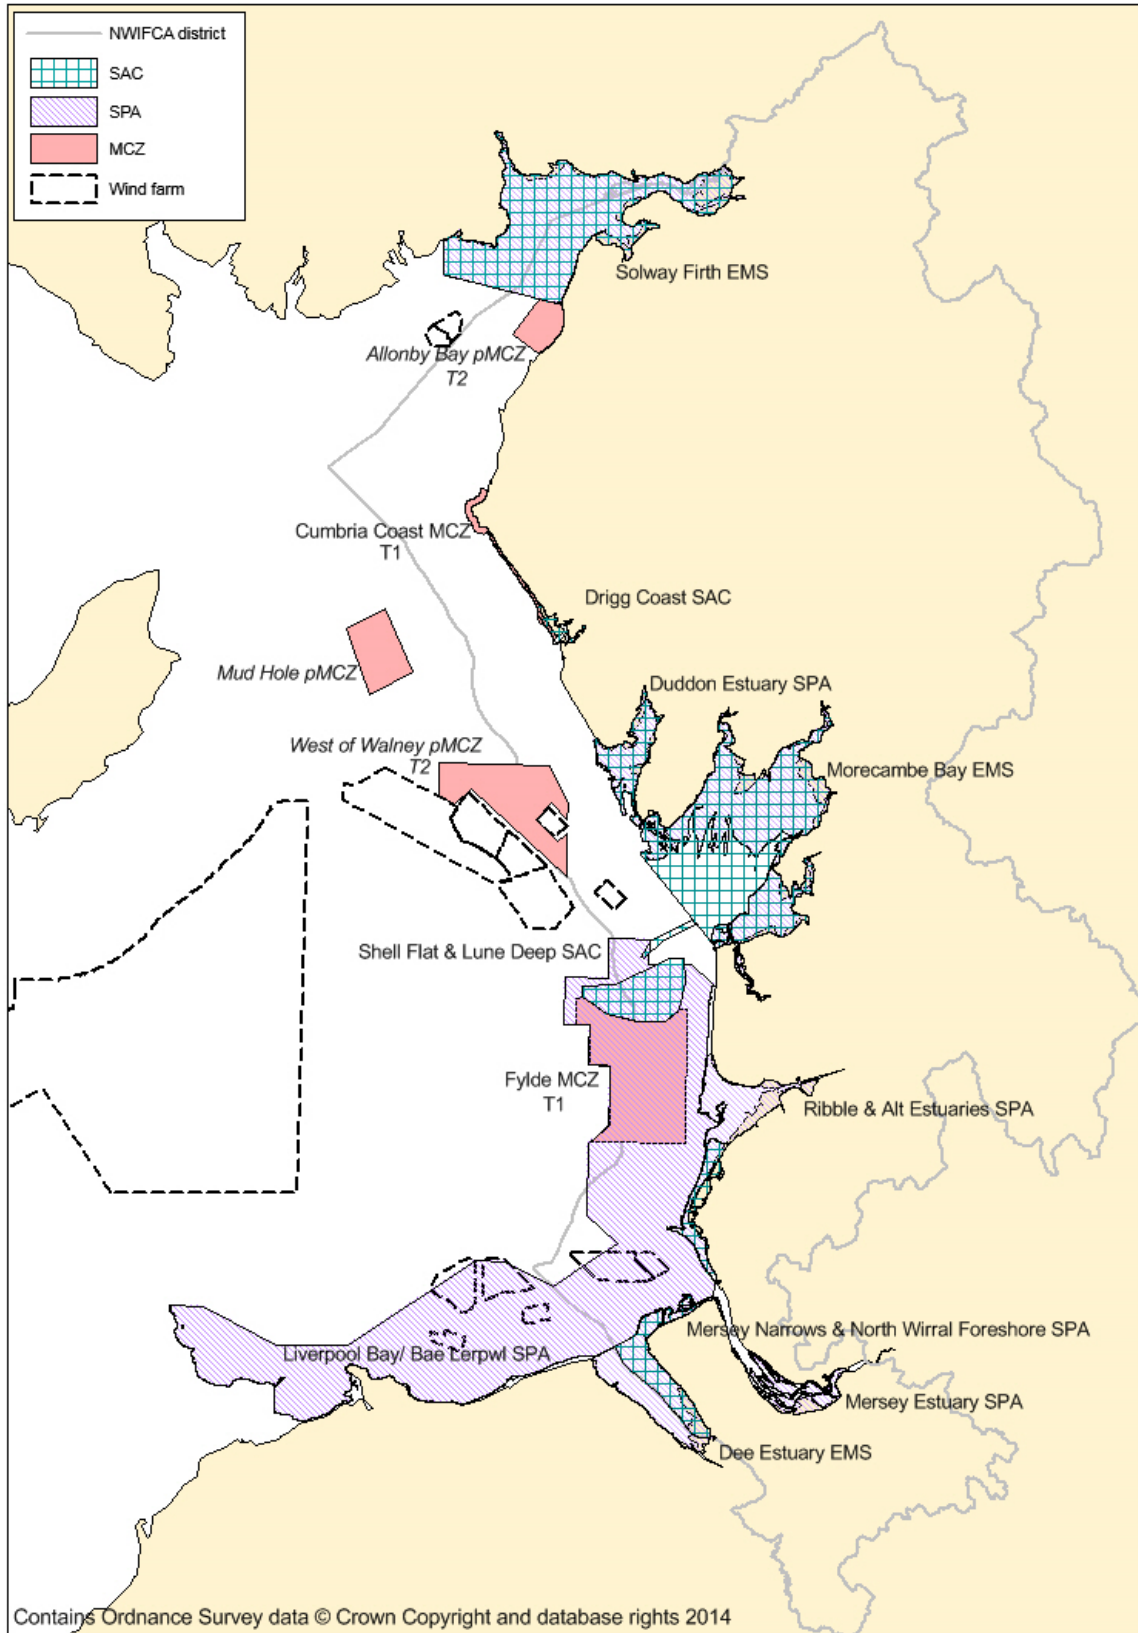 NWIFCA district
SAC
SPA
MCZ
Wind farm
Solway Firth EMS
Allonby Bay pMCZ
T2
Cumbria Coast MCZ
T1
Drigg Coast SAC
Mud Hole pMCZ
Duddon Estuary SPA
West of Walney pMCZ
T2
Morecambe Bay EMS
Shell Flat & Lune Deep SAC
Fylde MCZ
T1
Ribble & Alt Estuaries SPA
Mersey Narrows & North Wirral Foreshore SPA
Liverpool Bay/ Bae Lerpwl SPA
Mersey Estuary SPA
Dee Estuary EMS
Contains Ordnance Survey data © Crown Copyright and database rights 2014